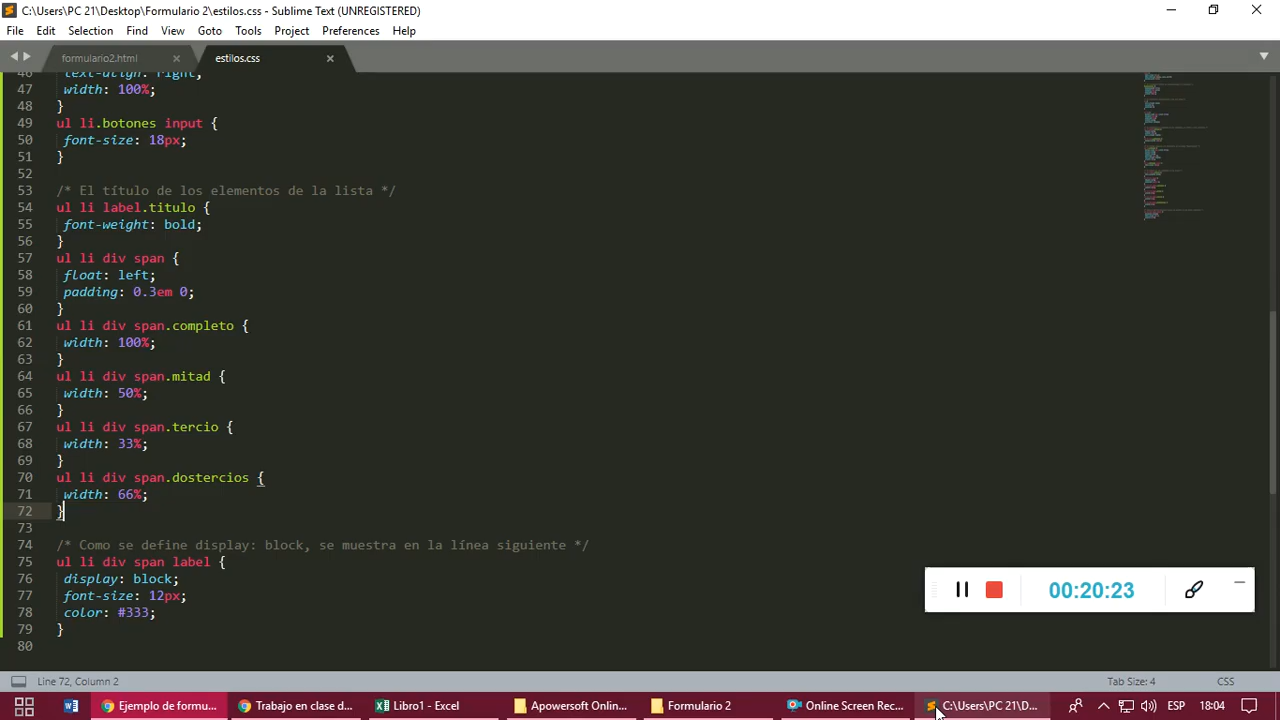 C:\Users\PC 21\Desktop\Formulario 2\estilos.css - Sublime Text (UNREGISTERED)
File Edit Selection Find View Goto Tools Project Preferences Help
formulario2.html estilos.css
46 text-align: right;
47 width: 100%;
48 }
49 ul li.botones input {
50 font-size: 18px;
51 }
52
53 /* El título de los elementos de la lista */
54 ul li label.titulo {
55 font-weight: bold;
56 }
57 ul li div span {
58 float: left;
59 padding: 0.3em 0;
60 }
61 ul li div span.completo {
62 width: 100%;
63 }
64 ul li div span.mitad {
65 width: 50%;
66 }
67 ul li div span.tercio {
68 width: 33%;
69 }
70 ul li div span.dostercios {
71 width: 66%;
72 }
73
74 /* Como se define display: block, se muestra en la línea siguiente */
75 ul li div span label {
76 display: block;
77 font-size: 12px;
78 color: #333;
79 }
80
00:20:23
Line 72, Column 2 Tab Size: 4 CSS
Ejemplo de formu... Trabajo en clase d... Libro1 - Excel Apowersoft Onlin... Formulario 2 Online Screen Rec... C:\Users\PC 21\D... ESP 18:04